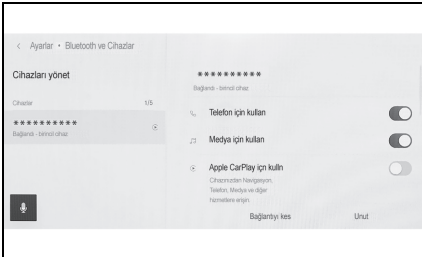 Ayarlar • Bluetooth ve Cihazlar
Cihazları yönet
Cihazlar 1/5
**********
Bağlandı - birincil cihaz
**********
Bağlandı - birincil cihaz
Telefon için kullan
Medya için kullan
Apple CarPlay içn kulln
Cihazınızdan Navigasyon,
Telefon, Medya ve diğer
hizmetlere erişin
Bağlantıyı kes Unut